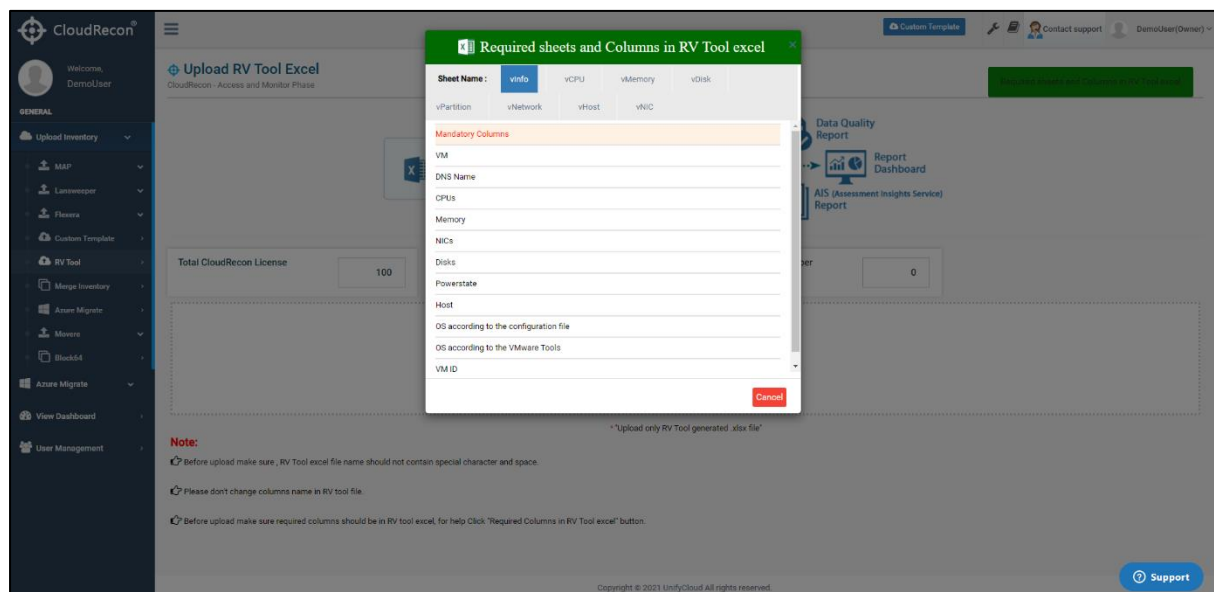 CloudRecon®
Custom Template
Contact support
DemoUser(Owner)
Welcome,
DemoUser
GENERAL
Upload Inventory
MAP
Lansweeper
Flexera
Custom Template
RV Tool
Merge Inventory
Azure Migrate
Movere
Block64
Azure Migrate
View Dashboard
User Management
Upload RV Tool Excel
CloudRecon - Access and Monitor Phase
Required Sheets and Columns in RV Tool excel
Data Quality
Report
Report
Dashboard
AIS (Assessment Insights Service)
Report
Total CloudRecon License
100
0
Required sheets and Columns in RV Tool excel
×
Sheet Name :
vInfo
vCPU
vMemory
vDisk
vPartition
vNetwork
vHost
vNIC
Mandatory Columns
VM
DNS Name
CPUs
Memory
NICs
Disks
Powerstate
Host
OS according to the configuration file
OS according to the VMware Tools
VM ID
Cancel
* "Upload only RV Tool generated .xlsx file"
Note:
Before upload make sure , RV Tool excel file name should not contain special character and space.
Please don't change columns name in RV tool file.
Before upload make sure required columns should be in RV tool excel, for help Click "Required Columns in RV Tool excel" button.
Copyright © 2021 UnifyCloud All rights reserved.
Support